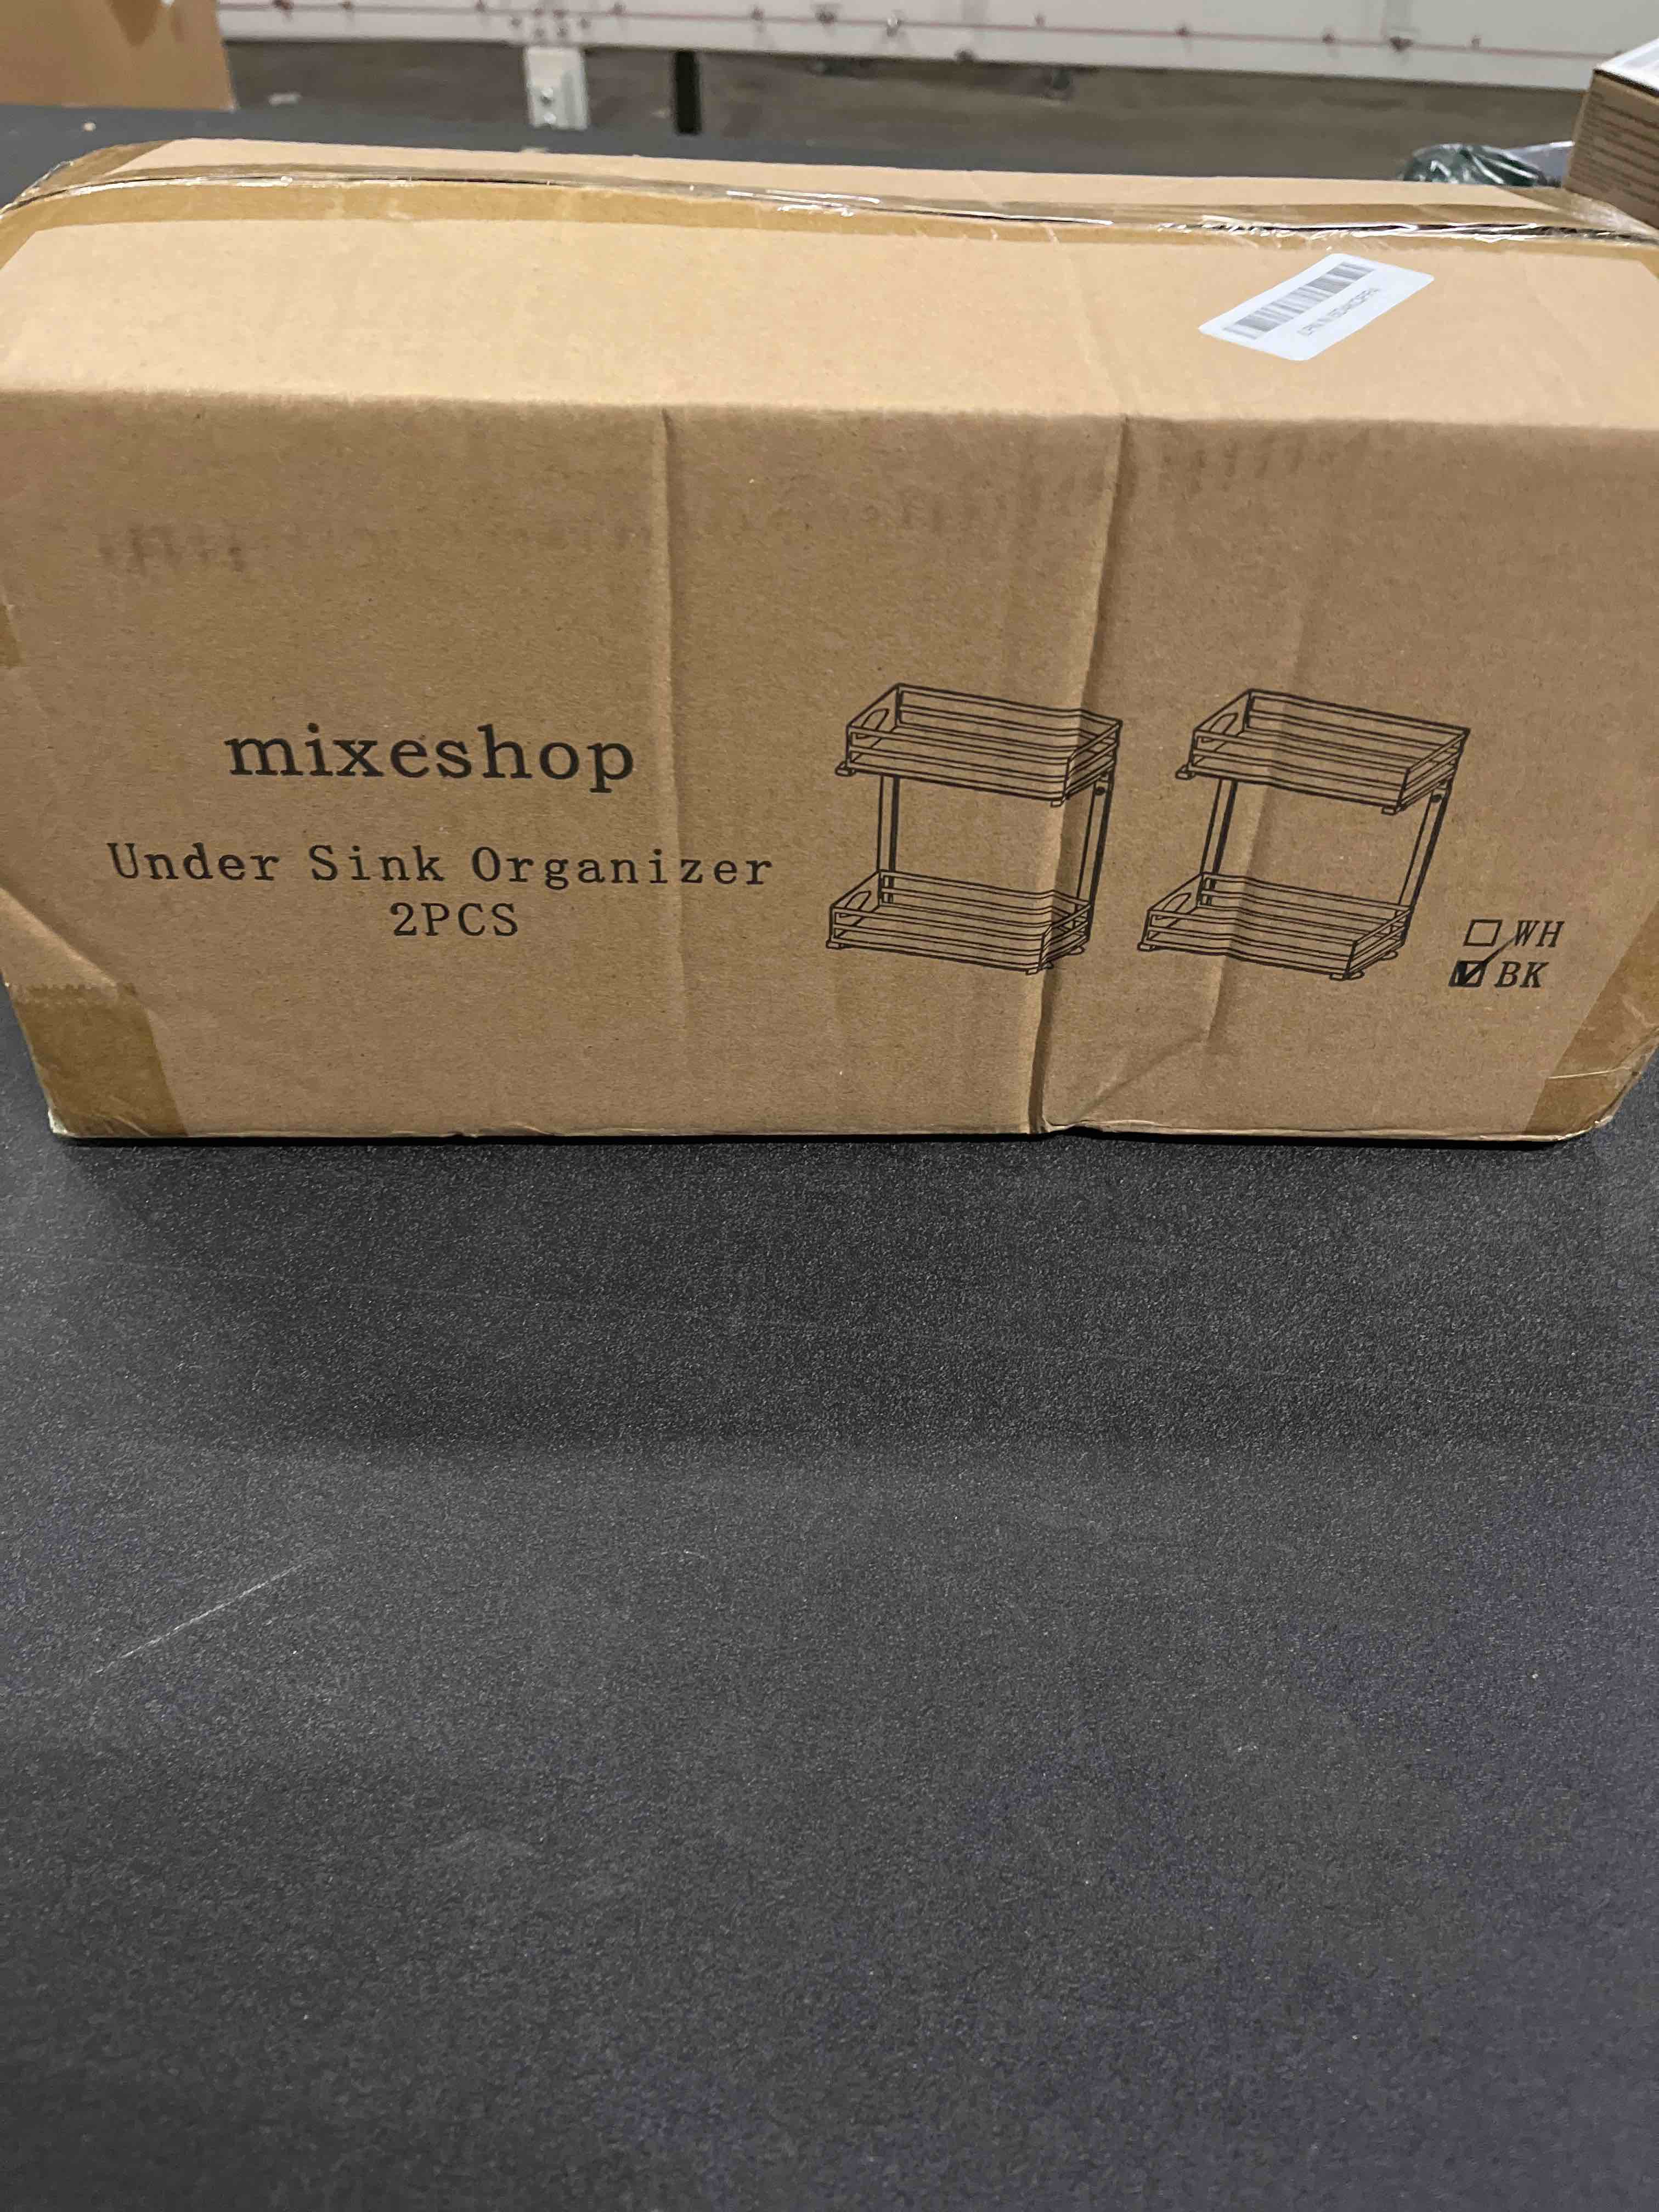 mixeshop
Under Sink Organizer
2PCS
WH
BK